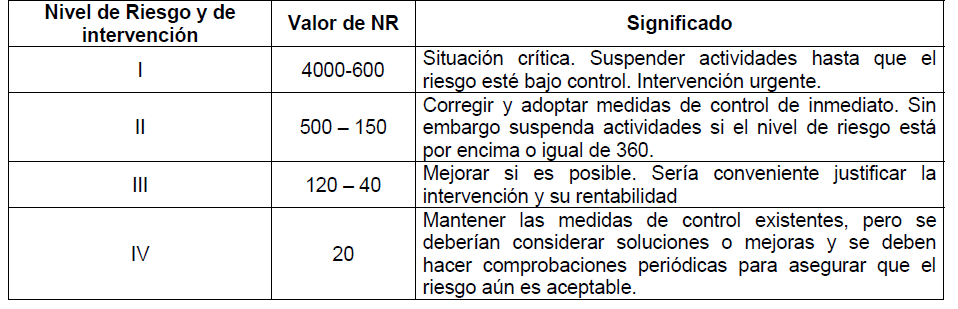 Nivel de Riesgo y de
intervención
Valor de NR
Significado
I
4000-600
Situación crítica. Suspender actividades hasta que el
riesgo esté bajo control. Intervención urgente.
II
500 – 150
Corregir y adoptar medidas de control de inmediato. Sin
embargo suspenda actividades si el nivel de riesgo está
por encima o igual de 360.
III
120 – 40
Mejorar si es posible. Sería conveniente justificar la
intervención y su rentabilidad
IV
20
Mantener las medidas de control existentes, pero se
deberían considerar soluciones o mejoras y se deben
hacer comprobaciones periódicas para asegurar que el
riesgo aún es aceptable.